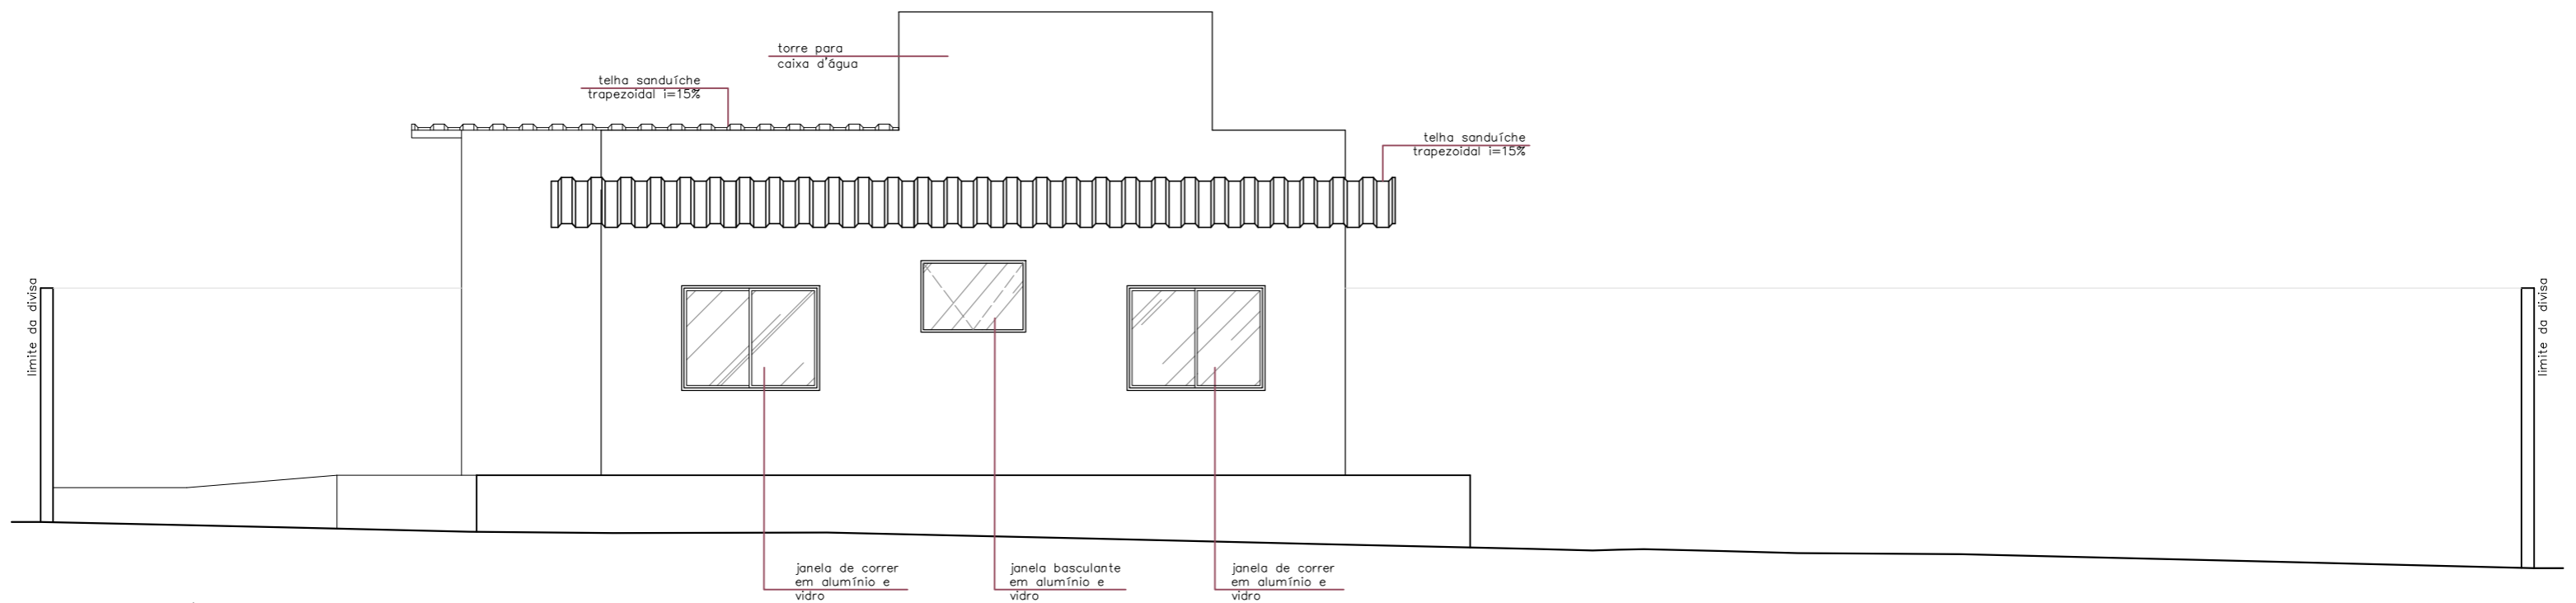 torre para
caixa d'água
telha sanduíche
trapezoidal i=15%
telha sanduíche
trapezoidal i=15%
limite da divisa
limite da divisa
janela de correr
em alumínio e
vidro
janela basculante
em alumínio e
vidro
janela de correr
em alumínio e
vidro